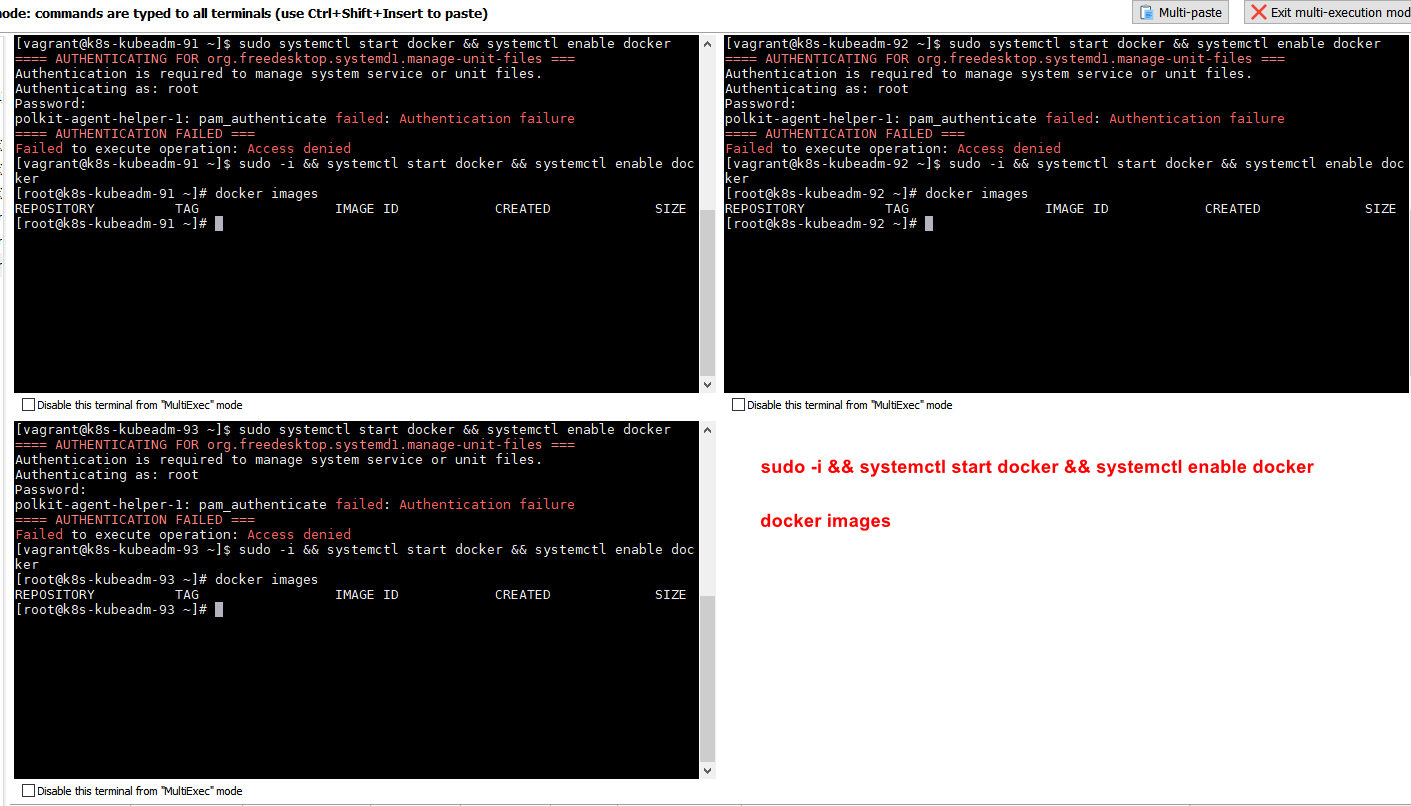 node: commands are typed to all terminals (use Ctrl+Shift+Insert to paste)
Multi-paste
Exit multi-execution mod
[vagrant@k8s-kubeadm-91 ~]$ sudo systemctl start docker && systemctl enable docker
==== AUTHENTICATING FOR org.freedesktop.systemd1.manage-unit-files ===
Authentication is required to manage system service or unit files.
Authenticating as: root
Password:
polkit-agent-helper-1: pam_authenticate failed: Authentication failure
==== AUTHENTICATION FAILED ===
Failed to execute operation: Access denied
[vagrant@k8s-kubeadm-91 ~]$ sudo -i && systemctl start docker && systemctl enable doc
ker
[root@k8s-kubeadm-91 ~]# docker images
REPOSITORY          TAG                 IMAGE ID            CREATED             SIZE
[root@k8s-kubeadm-91 ~]#
Disable this terminal from "MultiExec" mode
[vagrant@k8s-kubeadm-92 ~]$ sudo systemctl start docker && systemctl enable docker
==== AUTHENTICATING FOR org.freedesktop.systemd1.manage-unit-files ===
Authentication is required to manage system service or unit files.
Authenticating as: root
Password:
polkit-agent-helper-1: pam_authenticate failed: Authentication failure
==== AUTHENTICATION FAILED ===
Failed to execute operation: Access denied
[vagrant@k8s-kubeadm-92 ~]$ sudo -i && systemctl start docker && systemctl enable doc
ker
[root@k8s-kubeadm-92 ~]# docker images
REPOSITORY          TAG                 IMAGE ID            CREATED             SIZE
[root@k8s-kubeadm-92 ~]#
Disable this terminal from "MultiExec" mode
[vagrant@k8s-kubeadm-93 ~]$ sudo systemctl start docker && systemctl enable docker
==== AUTHENTICATING FOR org.freedesktop.systemd1.manage-unit-files ===
Authentication is required to manage system service or unit files.
Authenticating as: root
Password:
polkit-agent-helper-1: pam_authenticate failed: Authentication failure
==== AUTHENTICATION FAILED ===
Failed to execute operation: Access denied
[vagrant@k8s-kubeadm-93 ~]$ sudo -i && systemctl start docker && systemctl enable doc
ker
[root@k8s-kubeadm-93 ~]# docker images
REPOSITORY          TAG                 IMAGE ID            CREATED             SIZE
[root@k8s-kubeadm-93 ~]#
Disable this terminal from "MultiExec" mode
sudo -i && systemctl start docker && systemctl enable docker
docker images